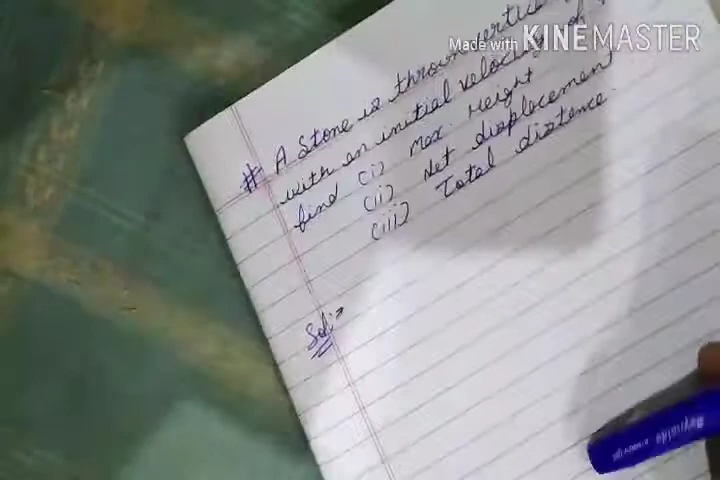 Made with KINEMASTER
# A Stone is thrown
with an initial velocity of
find (i) Max. Height
(ii) Net displacement
(iii) Total distance.
Sol:→
Reynolds